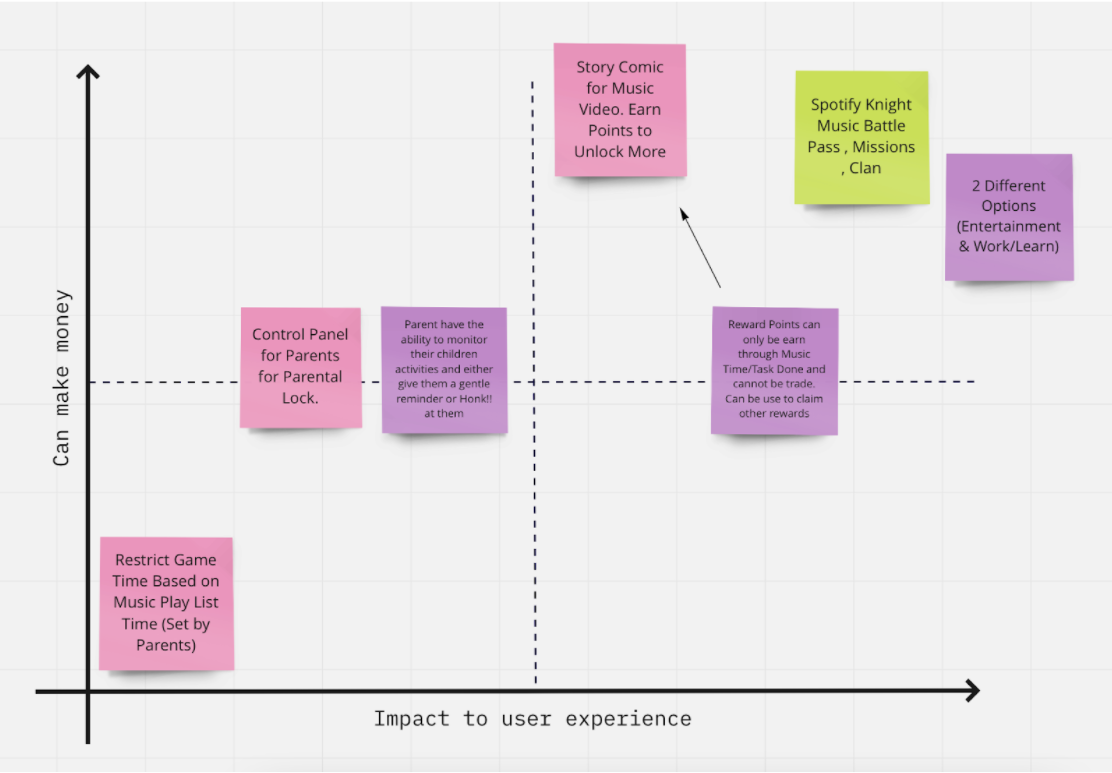 Story Comic
for Music
Video. Earn
Points to
Unlock More
Spotify Knight
Music Battle
Pass , Missions
, Clan
2 Different
Options
(Entertainment
& Work/Learn)
Can make money
Control Panel
for Parents
for Parental
Lock.
Parent have the
ability to monitor
their children
activities and either
give them a gentle
reminder or Honk!!
at them
Reward Points can
only be earn
through Music
Time/Task Done and
cannot be trade.
Can be use to claim
other rewards
Restrict Game
Time Based on
Music Play List
Time (Set by
Parents)
Impact to user experience